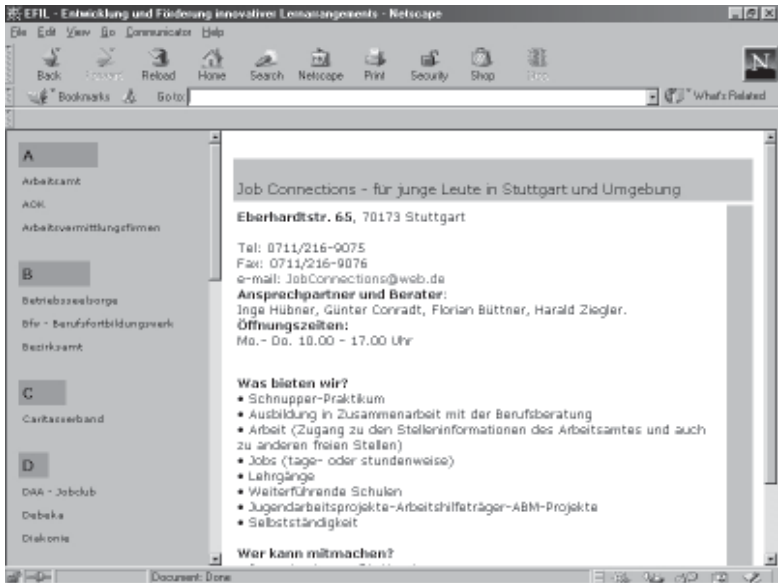 EFIL - Entwicklung und Förderung innovativer Lernarrangements - Netscape
File Edit View Go Communicator Help
Back Forward Reload Home Search Netscape Print Security Shop Stop
N
Bookmarks Go to: What's Related
A
Arbeitsamt
AOK
Arbeitsvermittlungsfirmen
B
Betriebsseelsorge
Bfw - Berufsfortbildungswerk
Bezirksamt
C
Caritasverband
D
DAA - Jobclub
Debeka
Diakonie
Job Connections - für junge Leute in Stuttgart und Umgebung
Eberhardtstr. 65, 70173 Stuttgart
Tel: 0711/216-9075
Fax: 0711/216-9076
e-mail: JobConnections@web.de
Ansprechpartner und Berater:
Inge Hübner, Günter Conradt, Florian Büttner, Harald Ziegler.
Öffnungszeiten:
Mo.- Do. 10.00 - 17.00 Uhr
Was bieten wir?
• Schnupper-Praktikum
• Ausbildung in Zusammenarbeit mit der Berufsberatung
• Arbeit (Zugang zu den Stelleninformationen des Arbeitsamtes und auch
zu anderen freien Stellen)
• Jobs (tage- oder stundenweise)
• Lehrgänge
• Weiterführende Schulen
• Jugendarbeitsprojekte-Arbeitshilfeträger-ABM-Projekte
• Selbstständigkeit
Wer kann mitmachen?
Document: Done